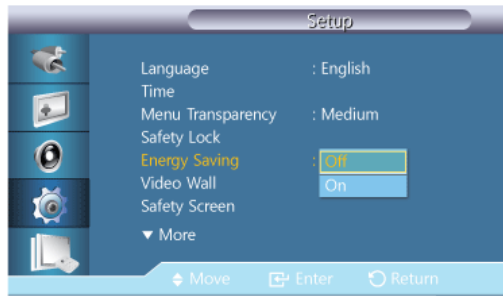 Setup
Language : English
Time
Menu Transparency : Medium
Safety Lock
Energy Saving : Off
Video Wall On
Safety Screen
▼ More
Move Enter Return